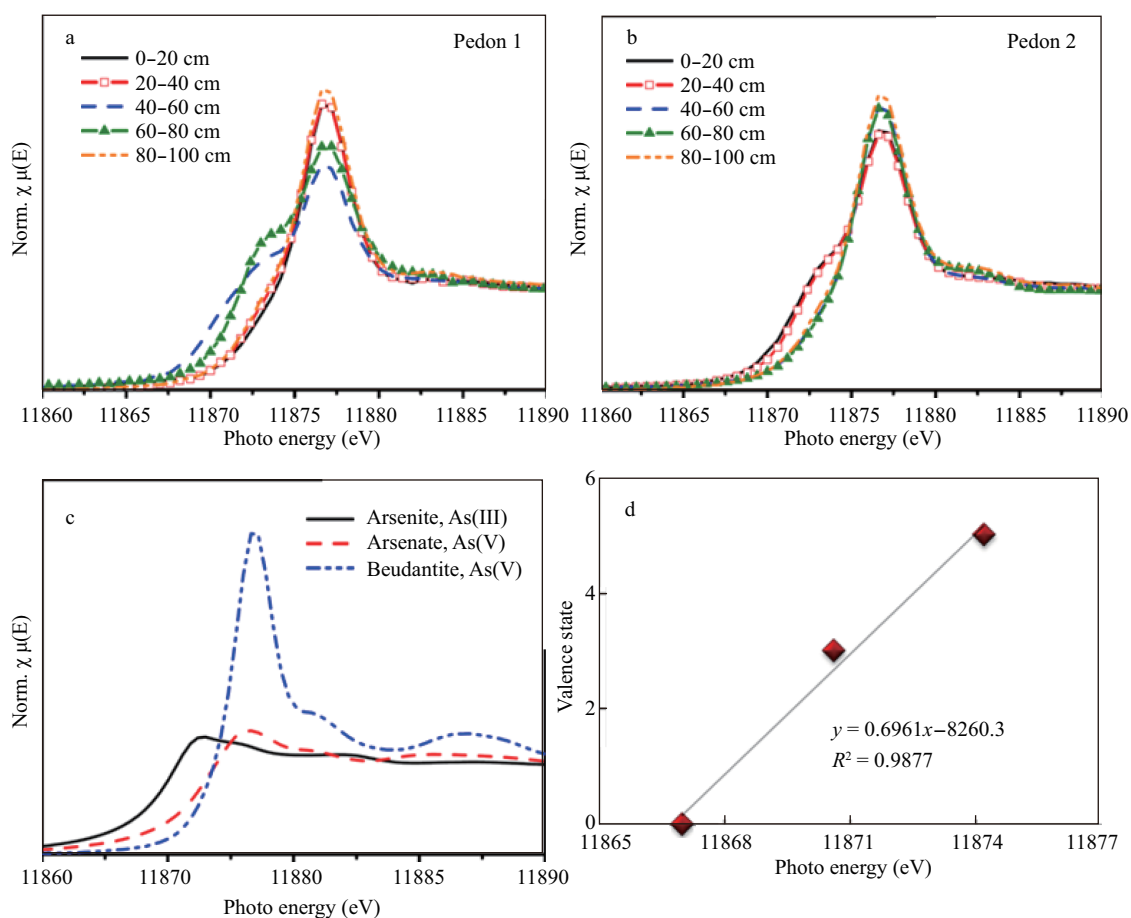 a
Pedon 1
0–20 cm
20–40 cm
40–60 cm
60–80 cm
80–100 cm
Norm. χ μ(E)
11860 11865 11870 11875 11880 11885 11890
Photo energy (eV)
b
Pedon 2
0–20 cm
20–40 cm
40–60 cm
60–80 cm
80–100 cm
Norm. χ μ(E)
11860 11865 11870 11875 11880 11885 11890
Photo energy (eV)
c
Arsenite, As(III)
Arsenate, As(V)
Beudantite, As(V)
Norm. χ μ(E)
11860 11870 11880 11885 11890
Photo energy (eV)
d
6
4
2
0
Valence state
y = 0.6961x−8260.3
R² = 0.9877
11865 11868 11871 11874 11877
Photo energy (eV)